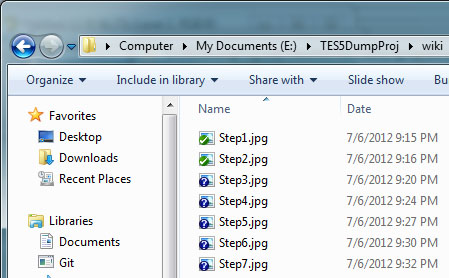 Computer ▸ My Documents (E:) ▸ TES5DumpProj ▸ wiki
Organize ▾ Include in library ▾ Share with ▾ Slide show
Favorites
Desktop
Downloads
Recent Places
Libraries
Documents
Git
Name Date
Step1.jpg 7/6/2012 9:15 PM
Step2.jpg 7/6/2012 9:16 PM
Step3.jpg 7/6/2012 9:20 PM
Step4.jpg 7/6/2012 9:24 PM
Step5.jpg 7/6/2012 9:27 PM
Step6.jpg 7/6/2012 9:30 PM
Step7.jpg 7/6/2012 9:32 PM